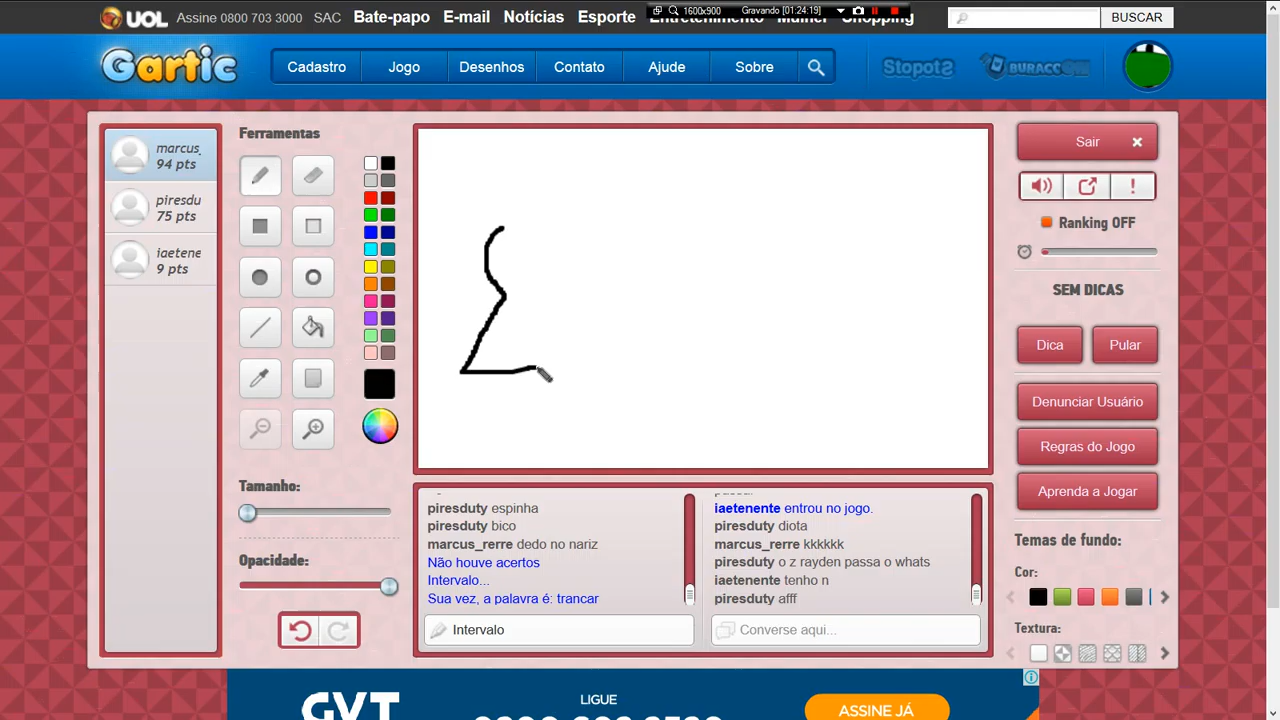 UOL Assine 0800 703 3000 SAC Bate-papo E-mail Notícias Esporte Entretenimento Mulher Shopping BUSCAR
1600x900 Gravando [01:24:19]
Gartic Cadastro Jogo Desenhos Contato Ajude Sobre StopotS BURACOON
marcus_
94 pts
piresdu
75 pts
iaetene
9 pts
Ferramentas
Tamanho:
Opacidade:
piresduty espinha
piresduty bico
marcus_rerre dedo no nariz
Não houve acertos
Intervalo...
Sua vez, a palavra é: trancar
Intervalo
iaetenente entrou no jogo.
piresduty diota
marcus_rerre kkkkkk
piresduty o z rayden passa o whats
iaetenente tenho n
piresduty afff
Converse aqui...
Sair ×
!
Ranking OFF
SEM DICAS
Dica Pular
Denunciar Usuário
Regras do Jogo
Aprenda a Jogar
Temas de fundo:
Cor:
Textura:
GVT
LIGUE
ASSINE JÁ